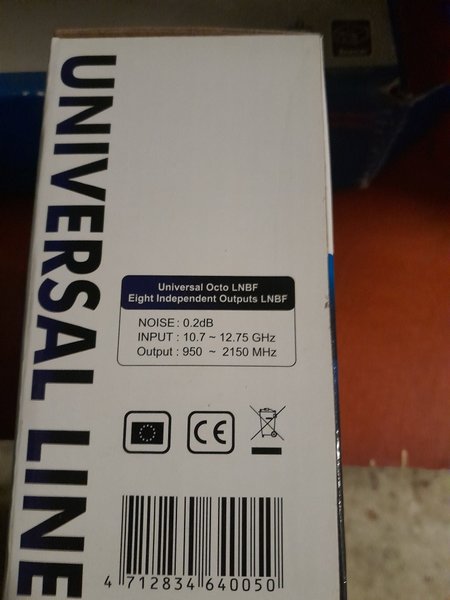 UNIVERSAL LINE
Universal Octo LNBF
Eight Independent Outputs LNBF
NOISE : 0.2dB
INPUT : 10.7 ~ 12.75 GHz
Output : 950 ~ 2150 MHz
CE
4 712834 640050